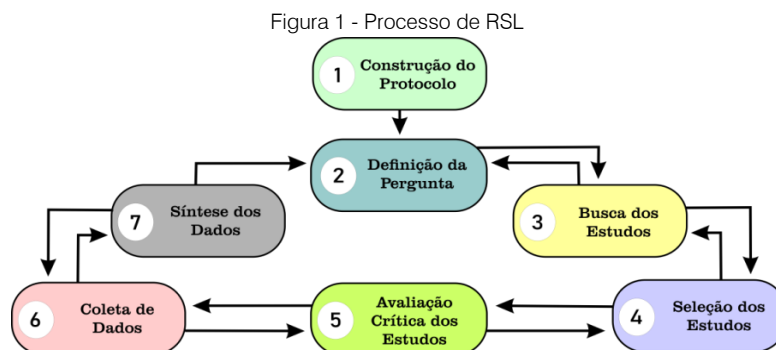 Figura 1 - Processo de RSL
1
Construção do
Protocolo
2
Definição da
Pergunta
7
Síntese dos
Dados
3
Busca dos
Estudos
6
Coleta de
Dados
5
Avaliação
Crítica dos
Estudos
4
Seleção dos
Estudos